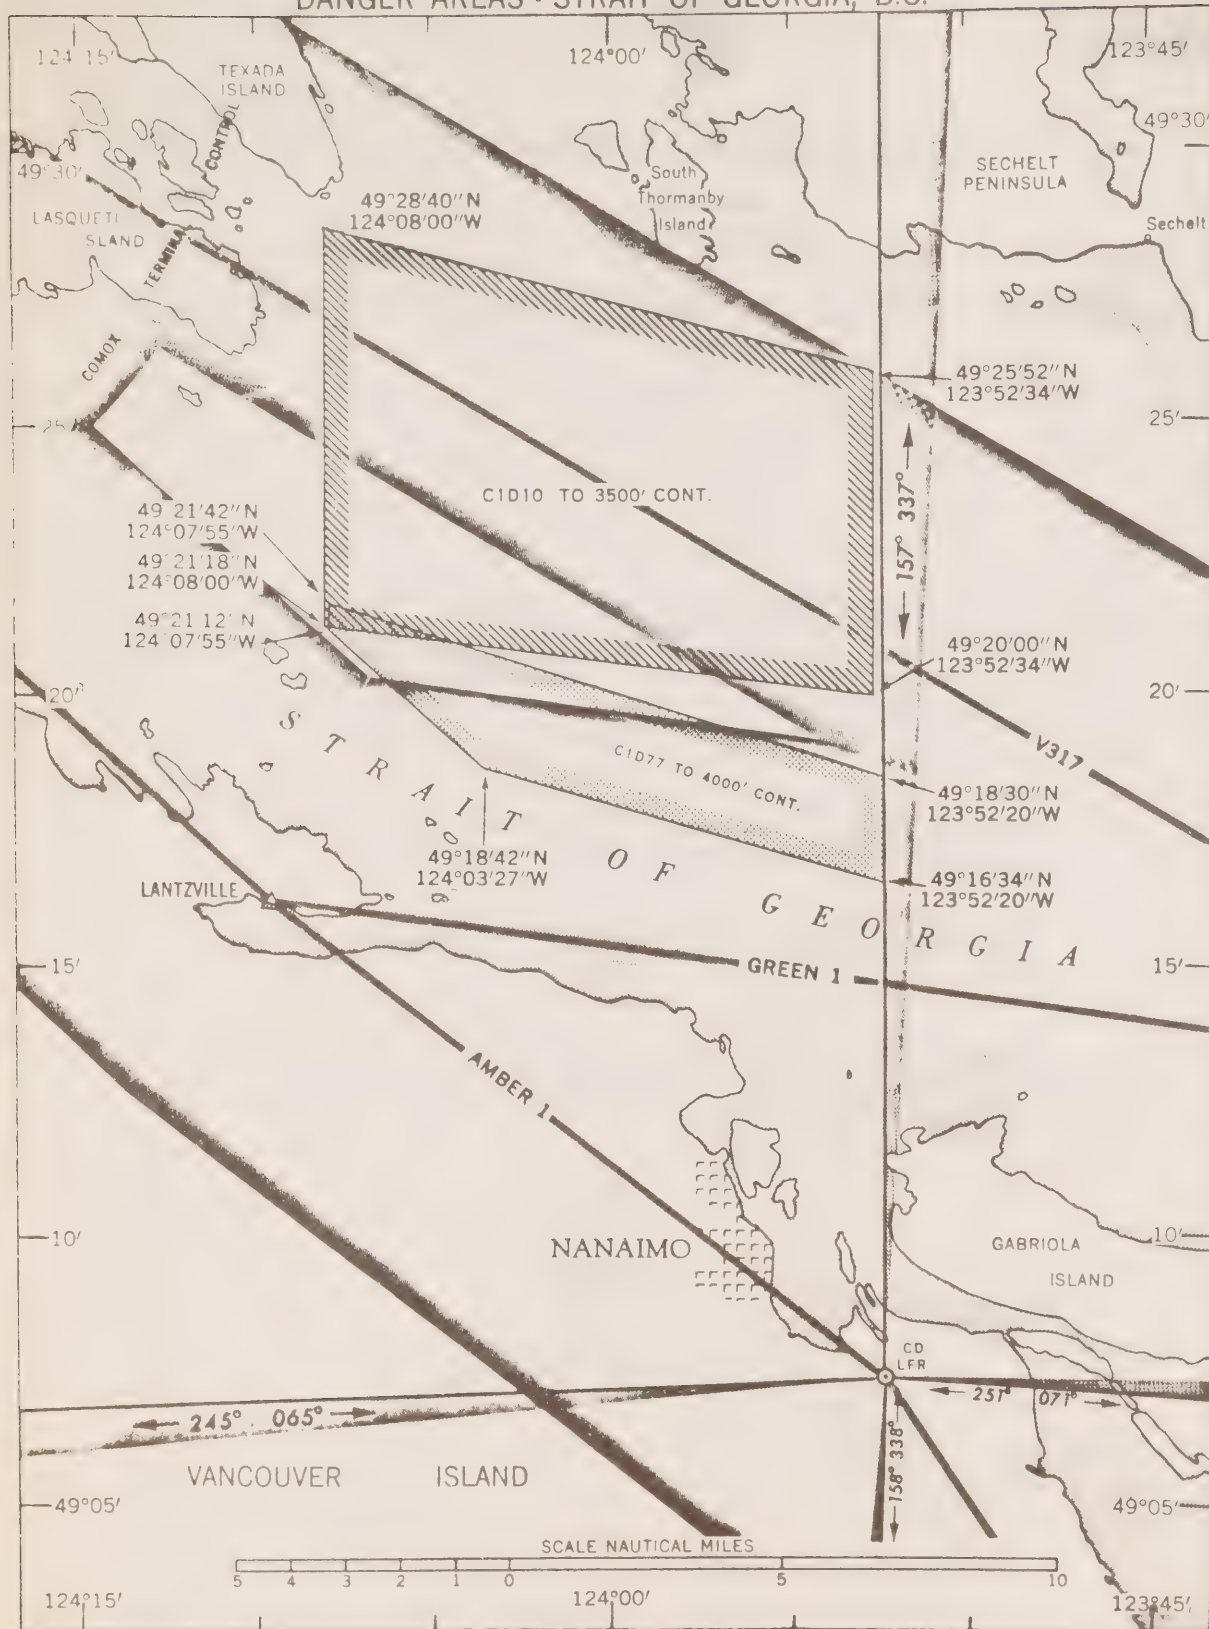 DANGER AREAS - STRAIT OF GEORGIA, B.C.
124°15'
124°00'
123°45'
TEXADA
ISLAND
CONTROL
49°30'
49°30'
SECHELT
PENINSULA
South
Thormanby
Island
Sechelt
49°28'40"N
124°08'00"W
LASQUETI
ISLAND
TERMINA
COMOX
49°25'52"N
123°52'34"W
25'
25'
C1D10 TO 3500' CONT.
157° 337°
49°21'42"N
124°07'55"W
49°21'18"N
124°08'00"W
49°21'12"N
124°07'55"W
49°20'00"N
123°52'34"W
20'
20'
V317
C1D77 TO 4000' CONT.
49°18'30"N
123°52'20"W
STRAIT OF GEORGIA
49°18'42"N
124°03'27"W
49°16'34"N
123°52'20"W
LANTZVILLE
GREEN 1
15'
15'
AMBER 1
10'
10'
NANAIMO
GABRIOLA
ISLAND
CD
LFR
251° 071°
245° 065°
158° 338°
VANCOUVER ISLAND
49°05'
49°05'
SCALE NAUTICAL MILES
5 4 3 2 1 0 5 10
124°15'
124°00'
123°45'